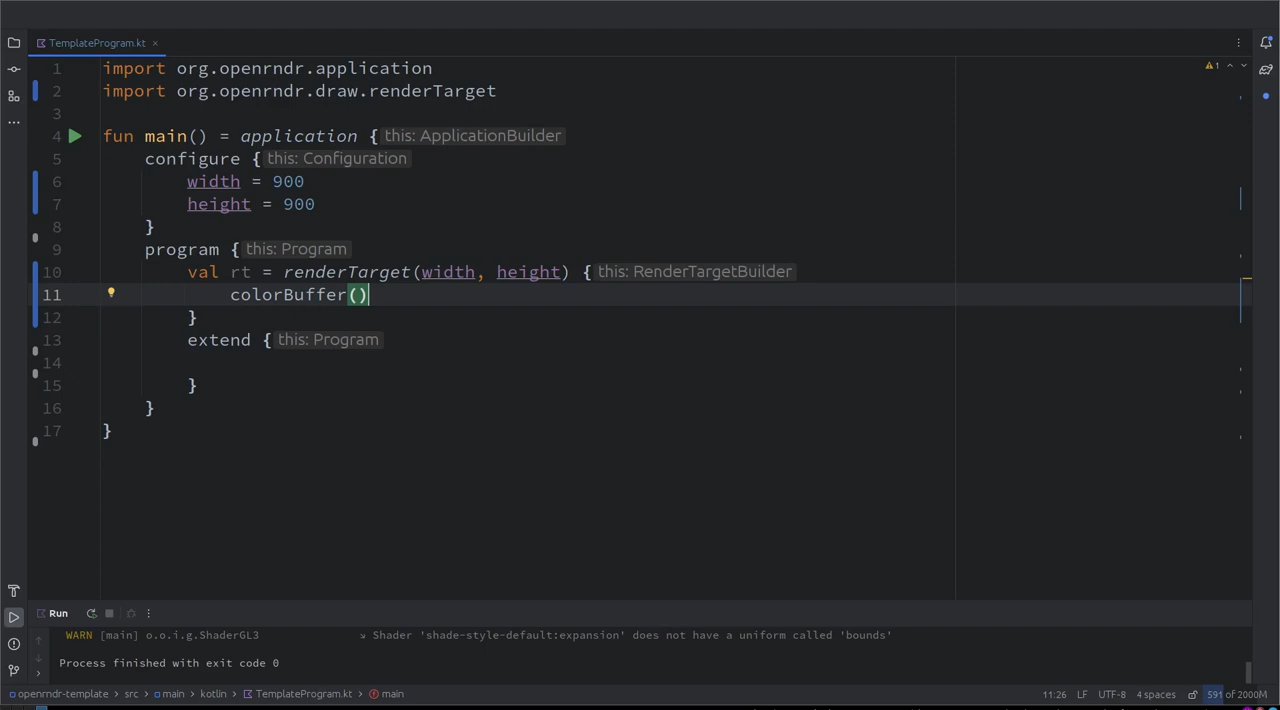 TemplateProgram.kt
1 import org.openrndr.application
2 import org.openrndr.draw.renderTarget
3
4 fun main() = application { this: ApplicationBuilder
5 configure { this: Configuration
6 width = 900
7 height = 900
8 }
9 program { this: Program
10 val rt = renderTarget(width, height) { this: RenderTargetBuilder
11 colorBuffer()
12 }
13 extend { this: Program
14
15 }
16 }
17 }
1
Run
WARN [main] o.o.i.g.ShaderGL3 ↘ Shader 'shade-style-default:expansion' does not have a uniform called 'bounds'
Process finished with exit code 0
openrndr-template > src > main > kotlin > TemplateProgram.kt > main 11:26 LF UTF-8 4 spaces 591 of 2000M